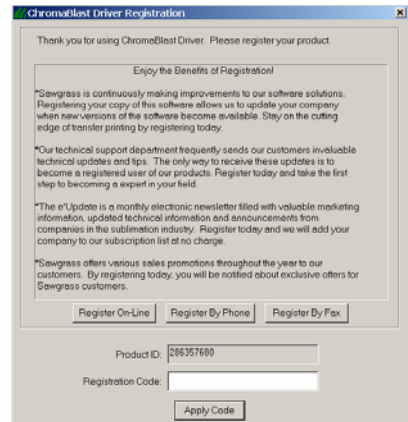 ChromaBlast Driver Registration
Thank you for using ChromaBlast Driver. Please register your product.
Enjoy the Benefits of Registration!
*Sawgrass is continuously making improvements to our software solutions.
Registering your copy of this software allows us to update your company
when new versions of the software become available. Stay on the cutting
edge of transfer printing by registering today.
*Our technical support department frequently sends our customers invaluable
technical updates and tips. The only way to receive these updates is to
become a registered user of our products. Register today and take the first
step to becoming a expert in your field.
*The e'Update is a monthly electronic newsletter filled with valuable marketing
information, updated technical information and announcements from
companies in the sublimation industry. Register today and we will add your
company to our subscription list at no charge.
*Sawgrass offers various sales promotions throughout the year to our
customers. By registering today, you will be notified about exclusive offers for
Sawgrass customers.
Register On-Line Register By Phone Register By Fax
Product ID: 286357680
Registration Code:
Apply Code